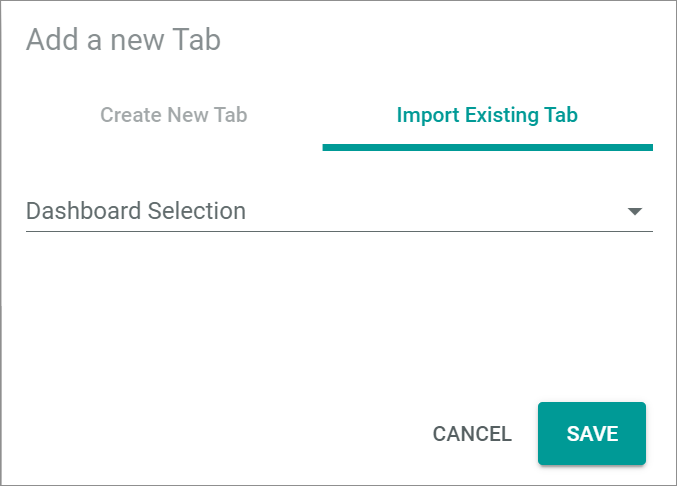 Add a new Tab
Create New Tab Import Existing Tab
Dashboard Selection
CANCEL SAVE